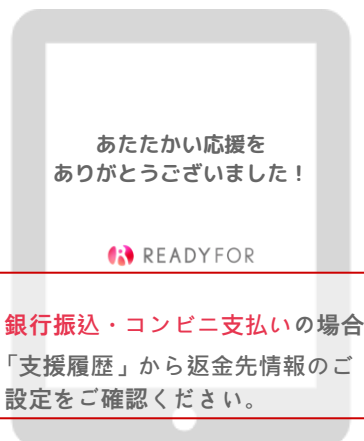 あたたかい応援を
ありがとうございました！
READYFOR
銀行振込・コンビニ支払いの場合
「支援履歴」から返金先情報のご
設定をご確認ください。